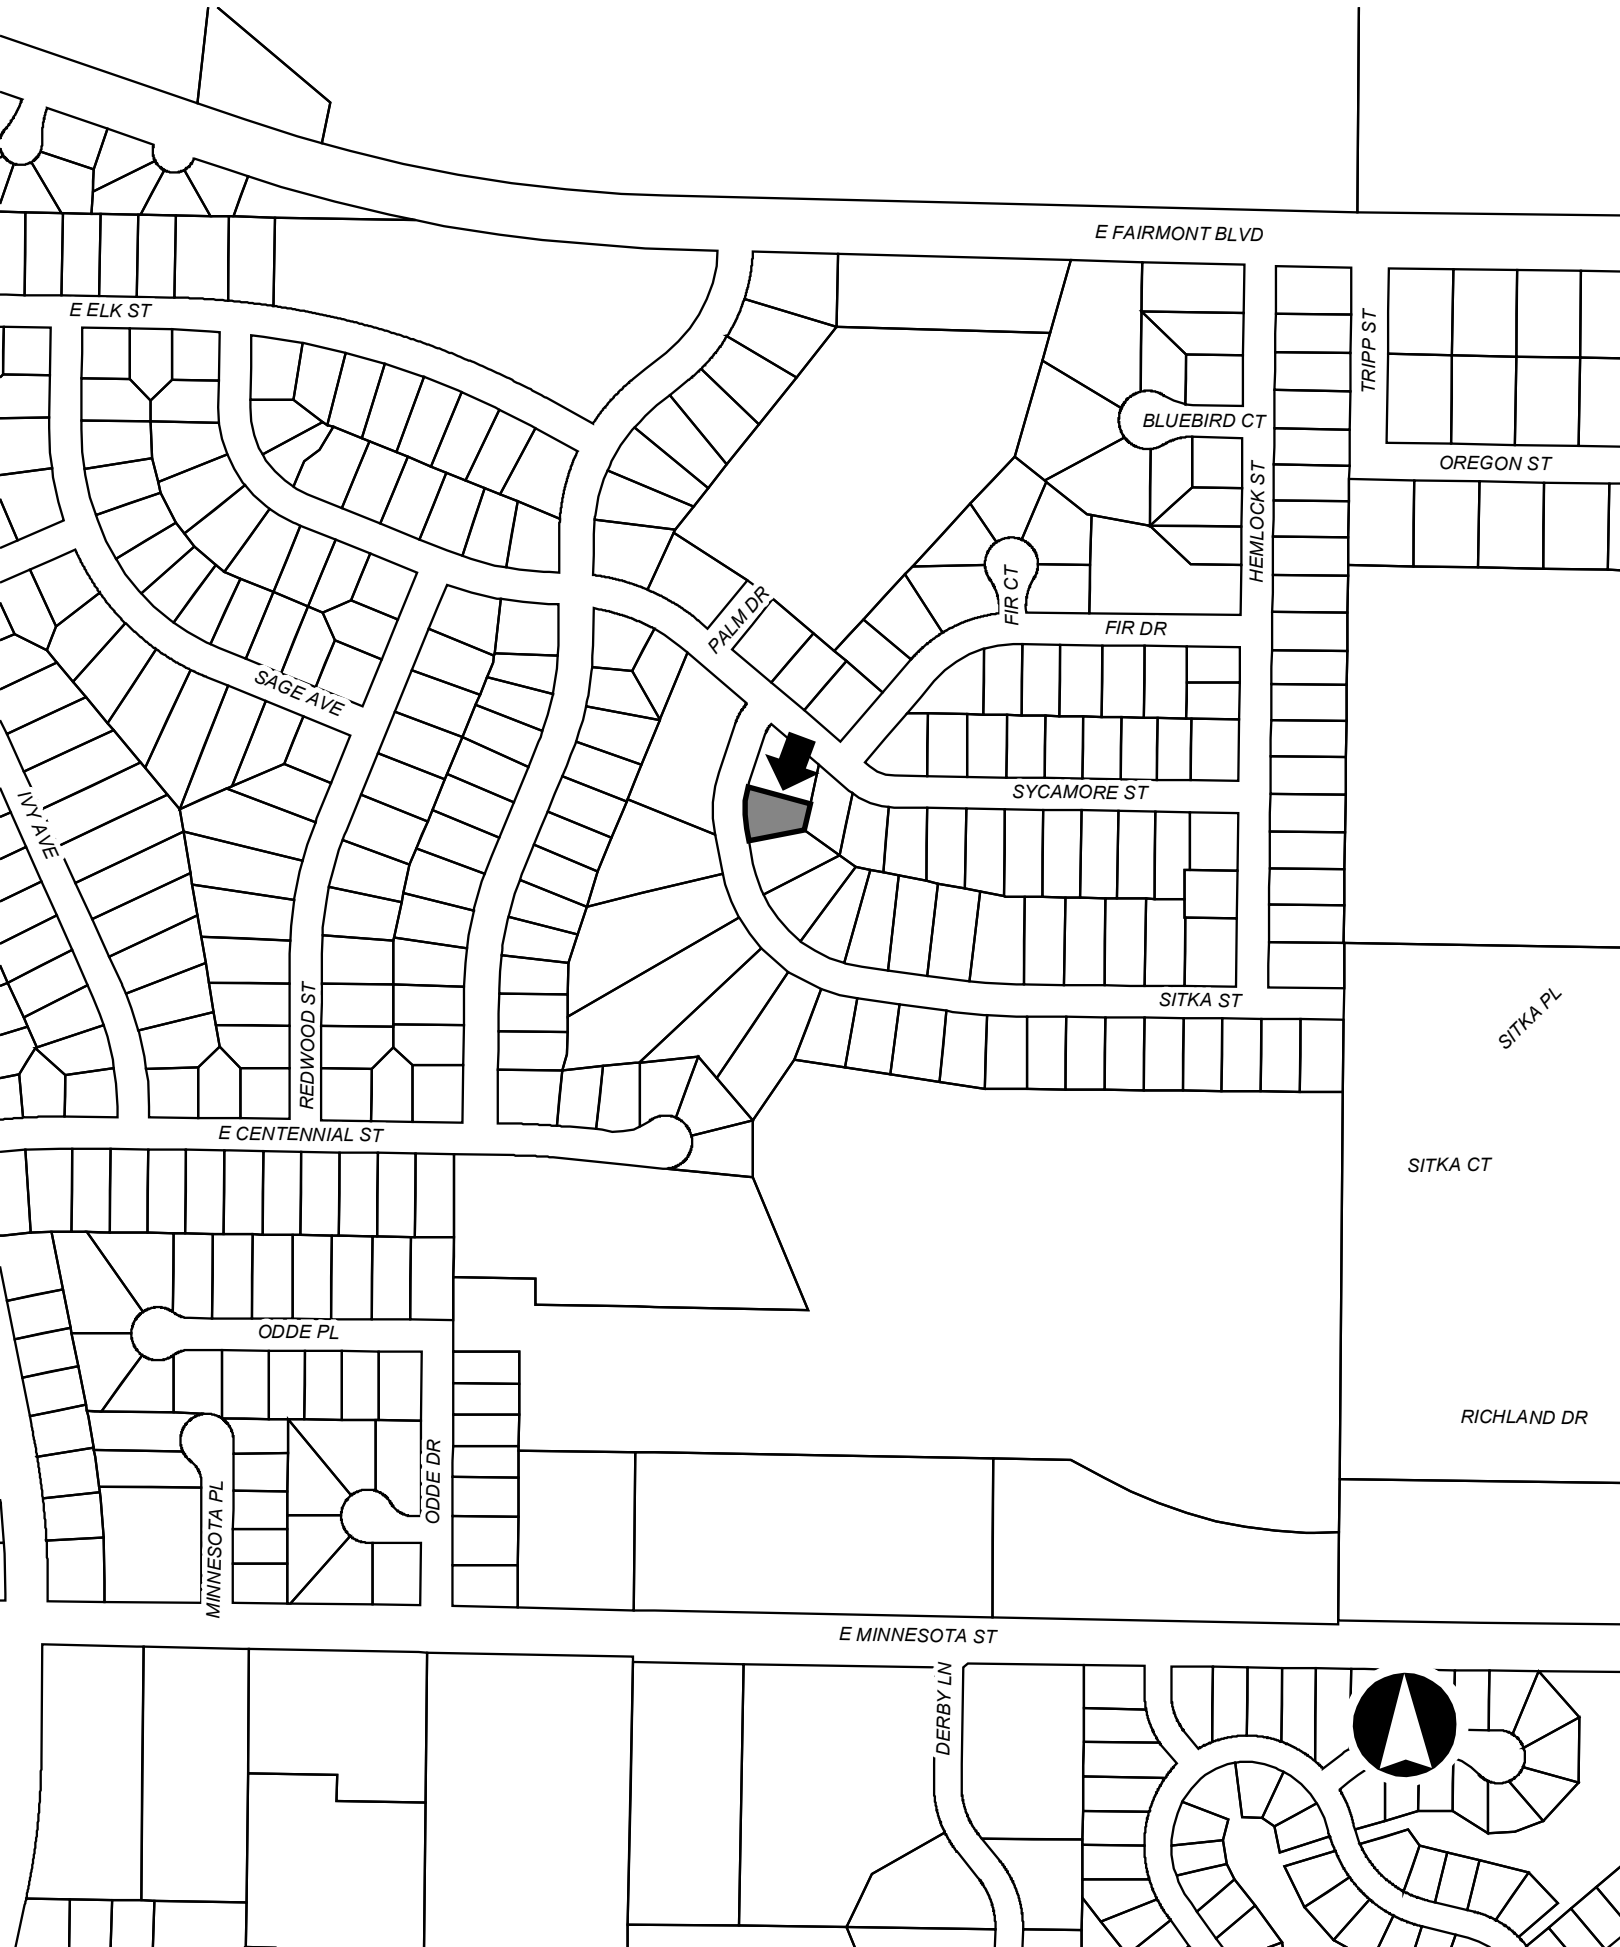 E FAIRMONT BLVD
E ELK ST
TRIPP ST
BLUEBIRD CT
OREGON ST
HEMLOCK ST
FIR CT
PALM DR
FIR DR
SAGE AVE
SYCAMORE ST
IVY AVE
SITKA ST
SITKA PL
REDWOOD ST
E CENTENNIAL ST
SITKA CT
ODDE PL
RICHLAND DR
ODDE DR
MINNESOTA PL
E MINNESOTA ST
DERBY LN